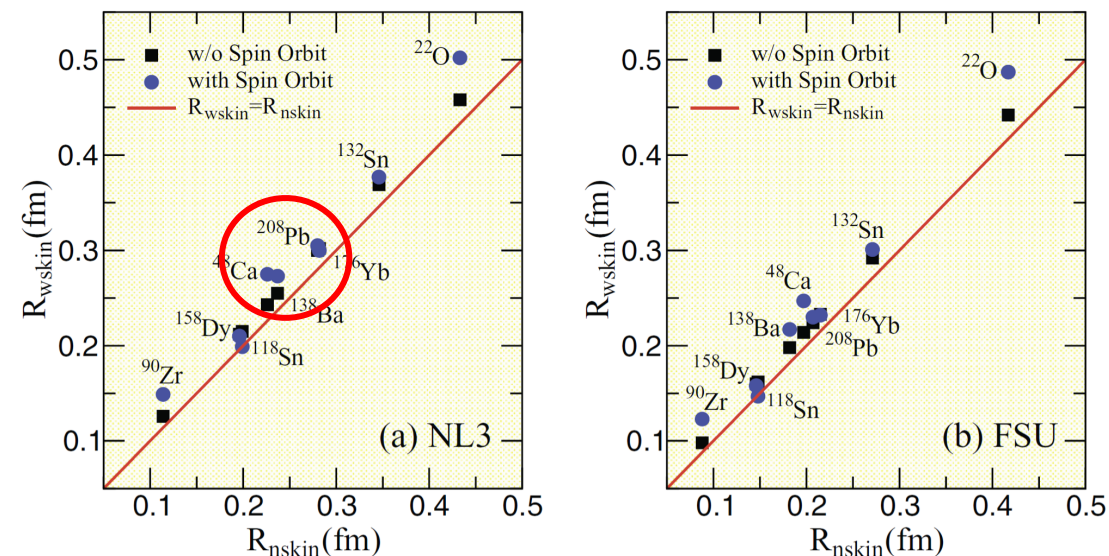 0.5
0.4
0.3
0.2
0.1
R_wskin(fm)
w/o Spin Orbit
with Spin Orbit
R_wskin=R_nskin
²²O
¹³²Sn
²⁰⁸Pb
¹⁷⁶Yb
⁴⁸Ca
¹³⁸Ba
¹⁵⁸Dy
¹¹⁸Sn
⁹⁰Zr
(a) NL3
0.1 0.2 0.3 0.4 0.5
R_nskin(fm)
0.5
0.4
0.3
0.2
0.1
R_wskin(fm)
w/o Spin Orbit
with Spin Orbit
R_wskin=R_nskin
²²O
¹³²Sn
⁴⁸Ca
¹⁷⁶Yb
¹³⁸Ba
²⁰⁸Pb
¹⁵⁸Dy
¹¹⁸Sn
⁹⁰Zr
(b) FSU
0.1 0.2 0.3 0.4 0.5
R_nskin(fm)